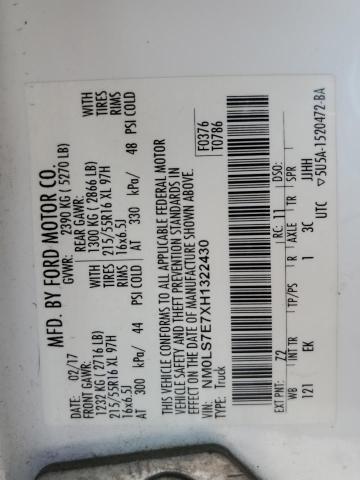 MFD. BY FORD MOTOR CO.
DATE: 02/17
GVWR: 2390 KG ( 5270 LB)
FRONT GAWR:
REAR GAWR:
1232 KG ( 2716 LB)
1300 KG ( 2866 LB)
WITH
215/55R16 XL 97H
215/55R16 XL 97H
TIRES
16x6.5J
16x6.5J
RIMS
AT 300 kPa/ 44 PSI COLD
AT 330 kPa/ 48 PSI COLD
WITH
TIRES
RIMS
THIS VEHICLE CONFORMS TO ALL APPLICABLE FEDERAL MOTOR
VEHICLE SAFETY AND THEFT PREVENTION STANDARDS IN
EFFECT ON THE DATE OF MANUFACTURE SHOWN ABOVE.
VIN: NM0LS7E7XH1322430
TYPE: Truck
F0376
T0786
EXT PNT: Z2
RC: 11
DSO:
WB
INT TR
TP/PS
R
AXLE
TR
SPR
121
EK
1
3C
JJHH
UTC
▽5U5A-1520472-BA